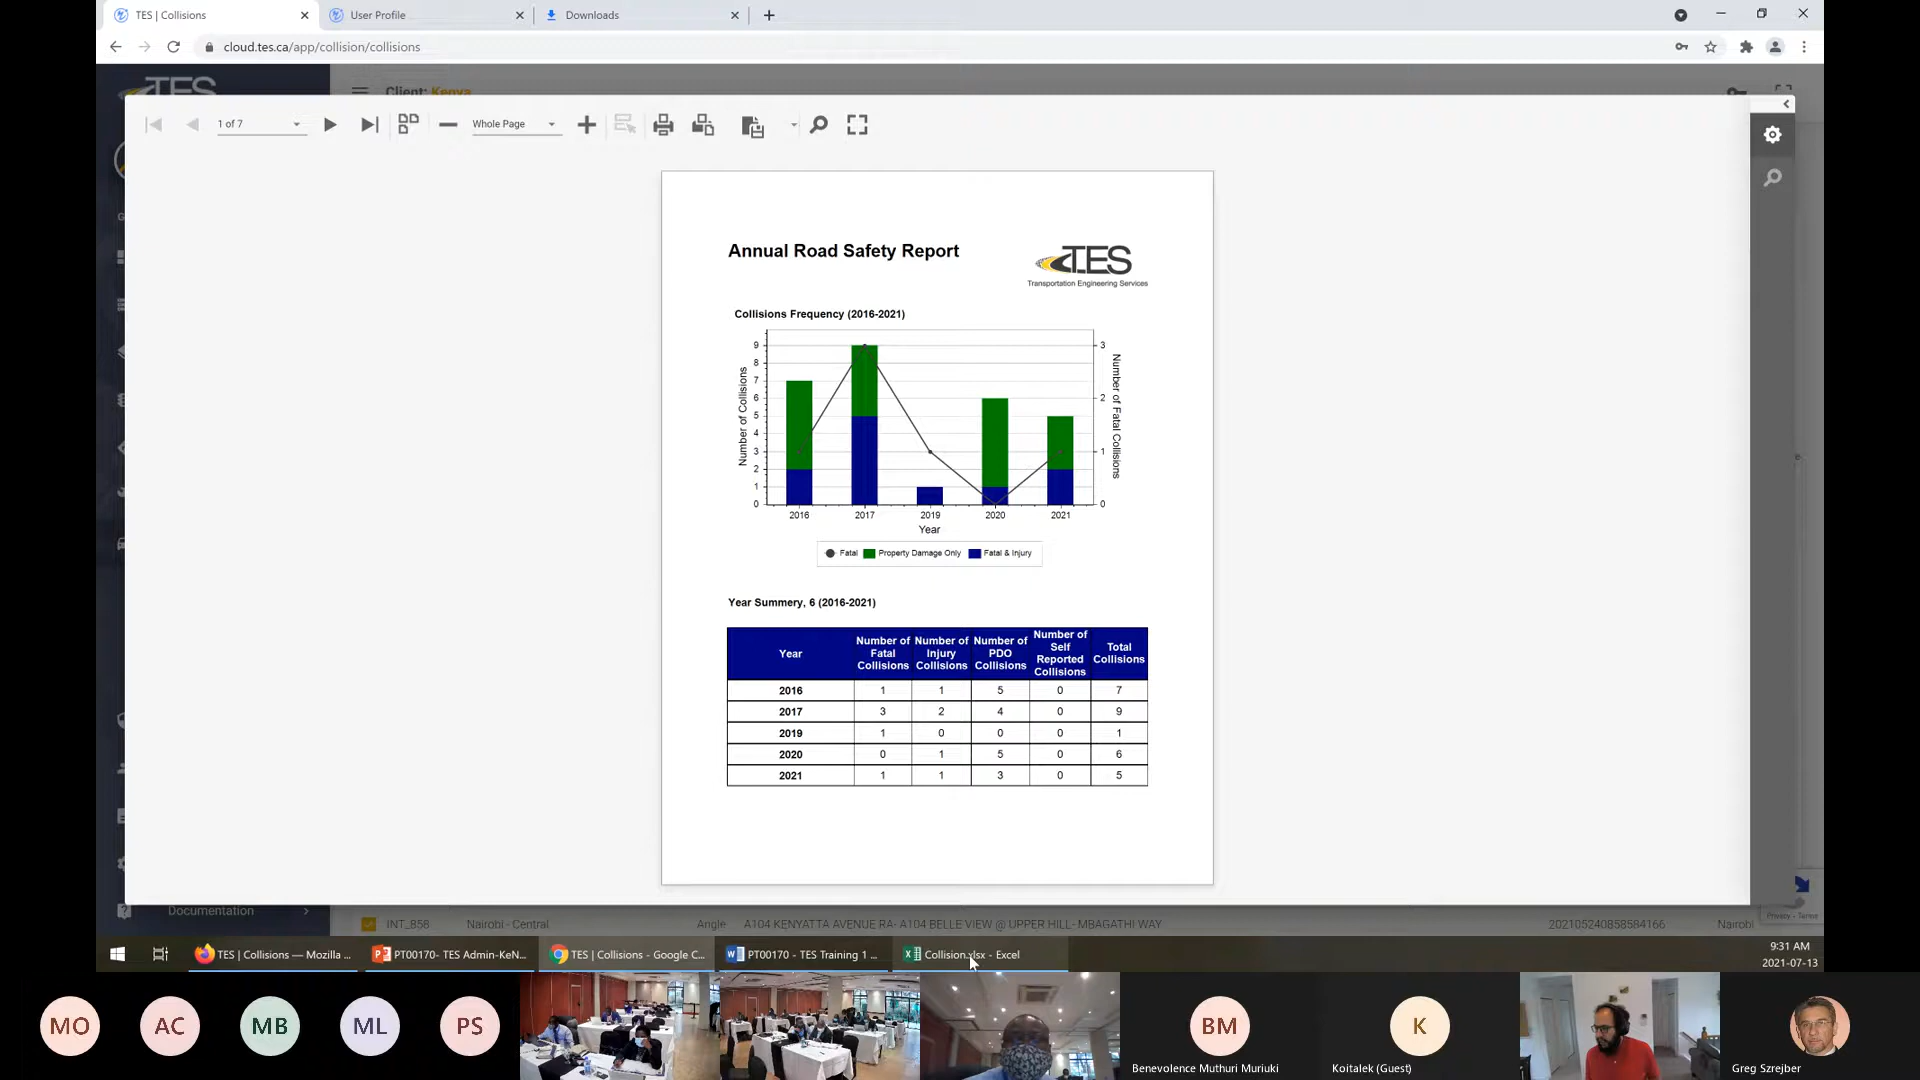 TES | Collisions
User Profile
Downloads
cloud.tes.ca/app/collision/collisions
TES
Client: Kenya
1 of 7
Whole Page
Annual Road Safety Report
TES
Transportation Engineering Services
Collisions Frequency (2016-2021)
9
8
7
6
5
4
3
2
1
0
Number of Collisions
3
2
1
0
Number of Fatal Collisions
2016 2017 2019 2020 2021
Year
Fatal Property Damage Only Fatal & Injury
Year Summery, 6 (2016-2021)
Year Number of Fatal Collisions Number of Injury Collisions Number of PDO Collisions Number of Self Reported Collisions Total Collisions
2016 1 1 5 0 7
2017 3 2 4 0 9
2019 1 0 0 0 1
2020 0 1 5 0 6
2021 1 1 3 0 5
Privacy - Terms
Documentation
INT_858 Nairobi - Central Angle A104 KENYATTA AVENUE RA- A104 BELLE VIEW @ UPPER HILL- MBAGATHI WAY 20210524085854166 Nairobi
TES | Collisions — Mozilla ...
PT00170- TES Admin-KeN...
TES | Collisions - Google C...
PT00170 - TES Training 1 ...
Collision.xlsx - Excel
9:31 AM
2021-07-13
MO
AC
MB
ML
PS
BM
Benevolence Muthuri Muriuki
K
Koitalek (Guest)
Greg Szrejber